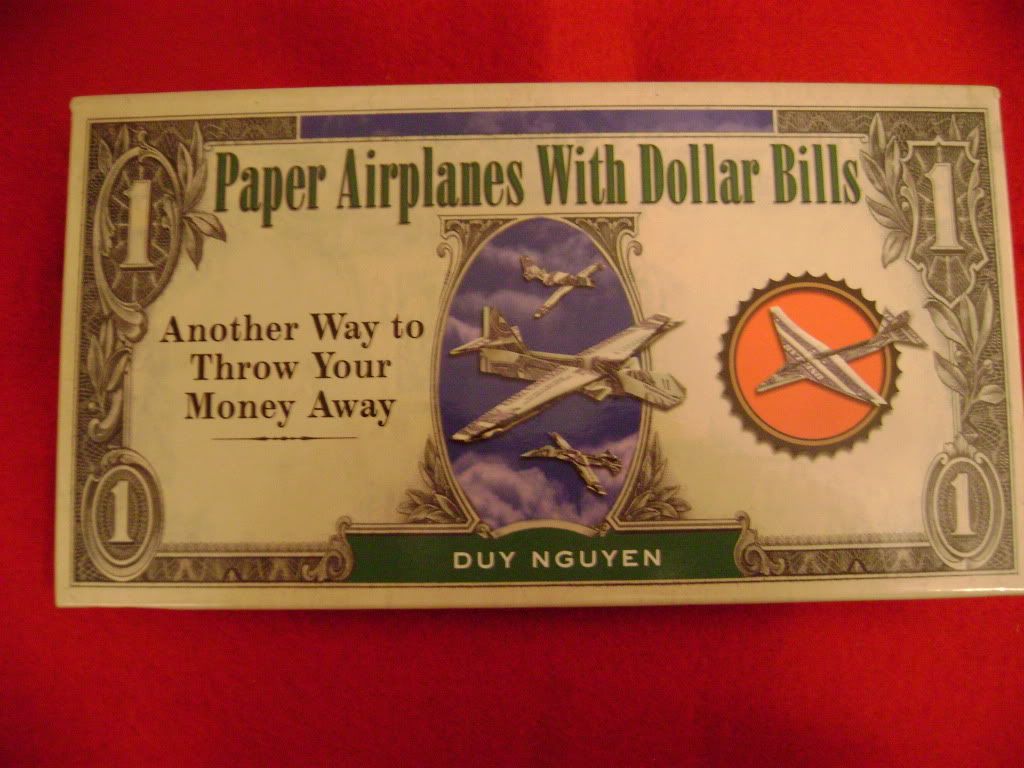 Paper Airplanes With Dollar Bills
1
1
Another Way to
Throw Your
Money Away
1
1
DUY NGUYEN